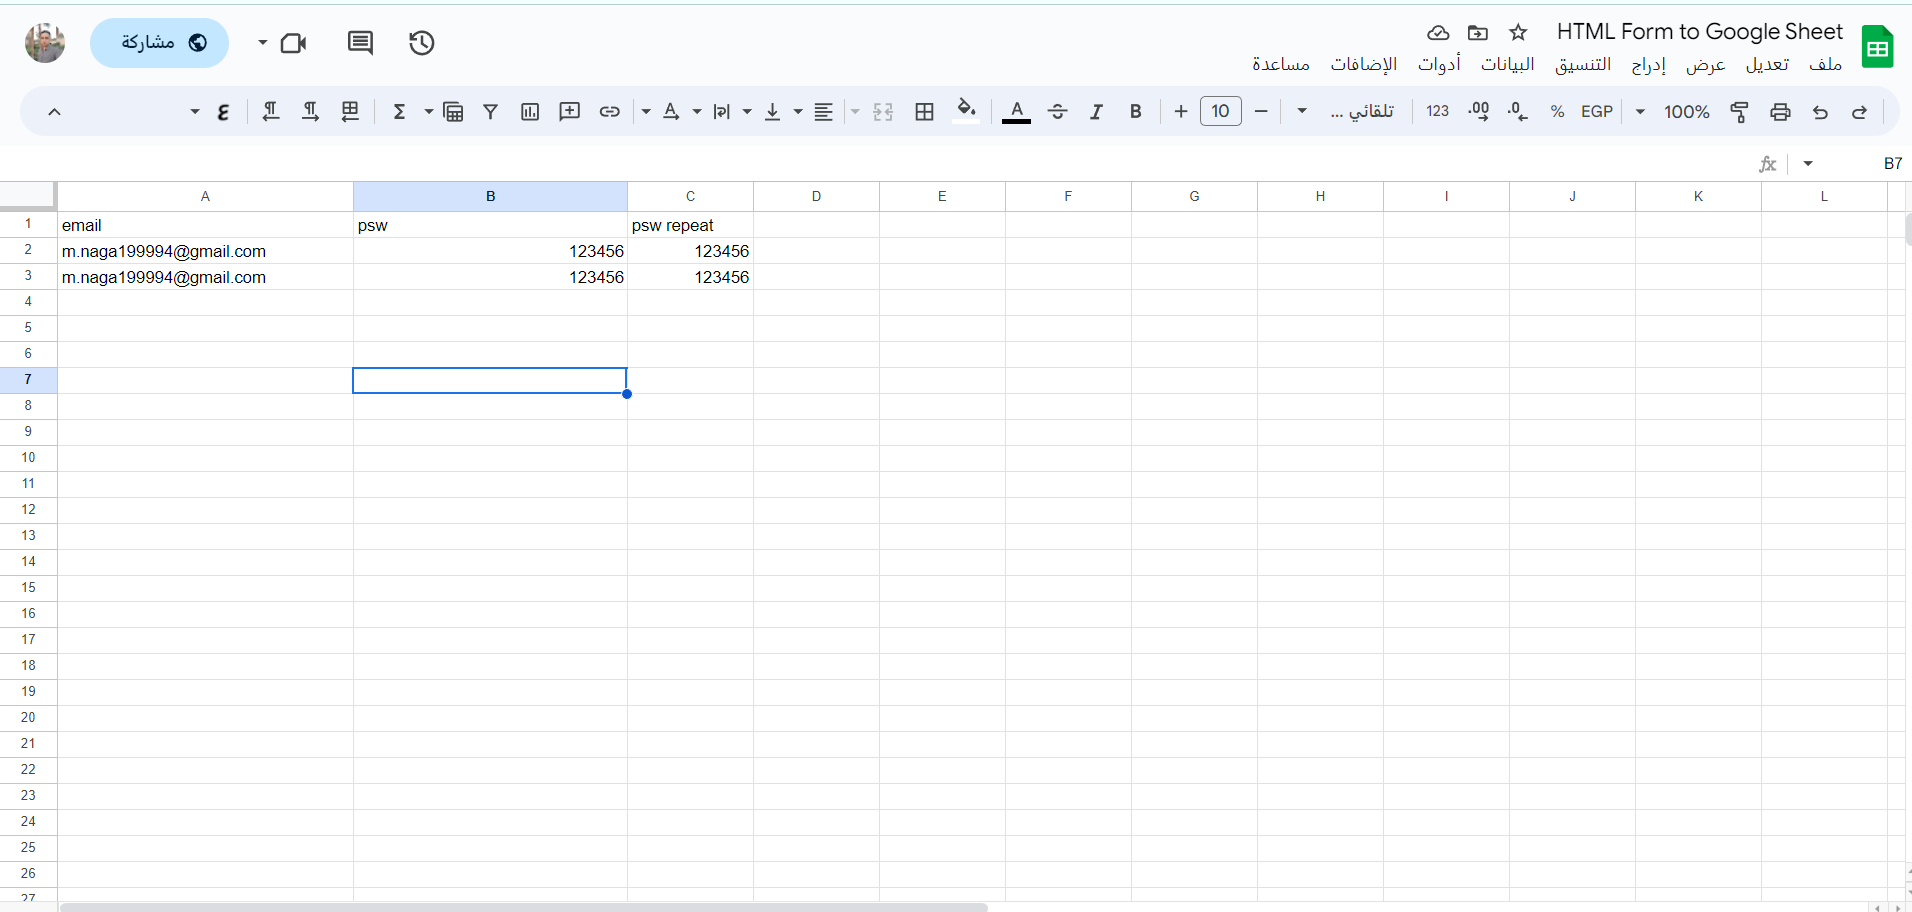 HTML Form to Google Sheet
ملف تعديل عرض إدراج التنسيق البيانات أدوات الإضافات مساعدة
مشاركة
100% EGP % .0 .00 123 تلقائي ... 10 B I A A Σ
B7 fx
A B C D E F G H I J K L
1 email psw psw repeat
2 m.naga199994@gmail.com 123456 123456
3 m.naga199994@gmail.com 123456 123456
4
5
6
7
8
9
10
11
12
13
14
15
16
17
18
19
20
21
22
23
24
25
26
27